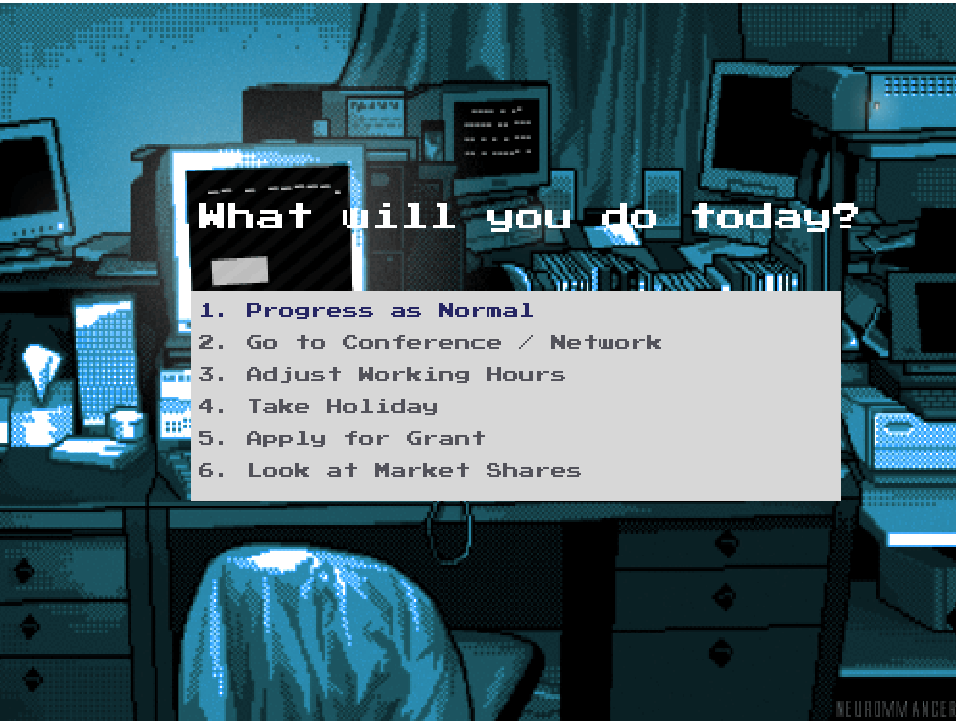 What will you do today?
1. Progress as Normal
2. Go to Conference / Network
3. Adjust Working Hours
4. Take Holiday
5. Apply for Grant
6. Look at Market Shares
NEUROMMANCER